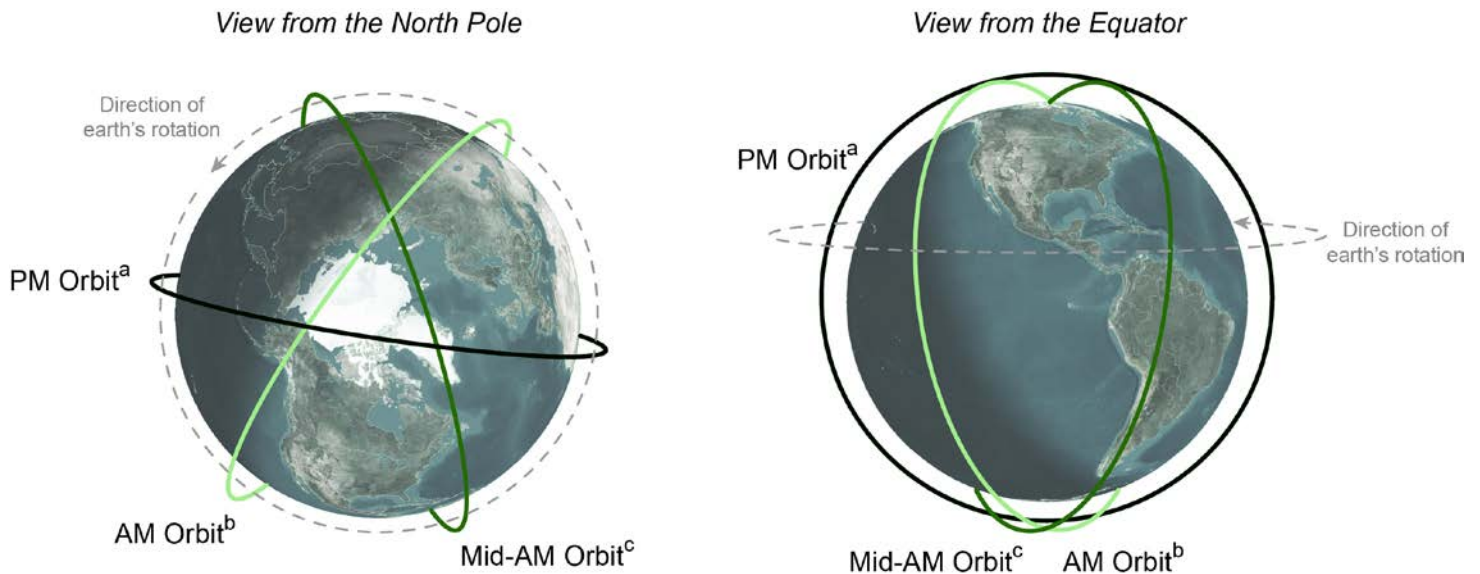 View from the North Pole
Direction of
earth's rotation
PM Orbitᵃ
AM Orbitᵇ
Mid-AM Orbitᶜ
View from the Equator
PM Orbitᵃ
Direction of
earth's rotation
Mid-AM Orbitᶜ
AM Orbitᵇ